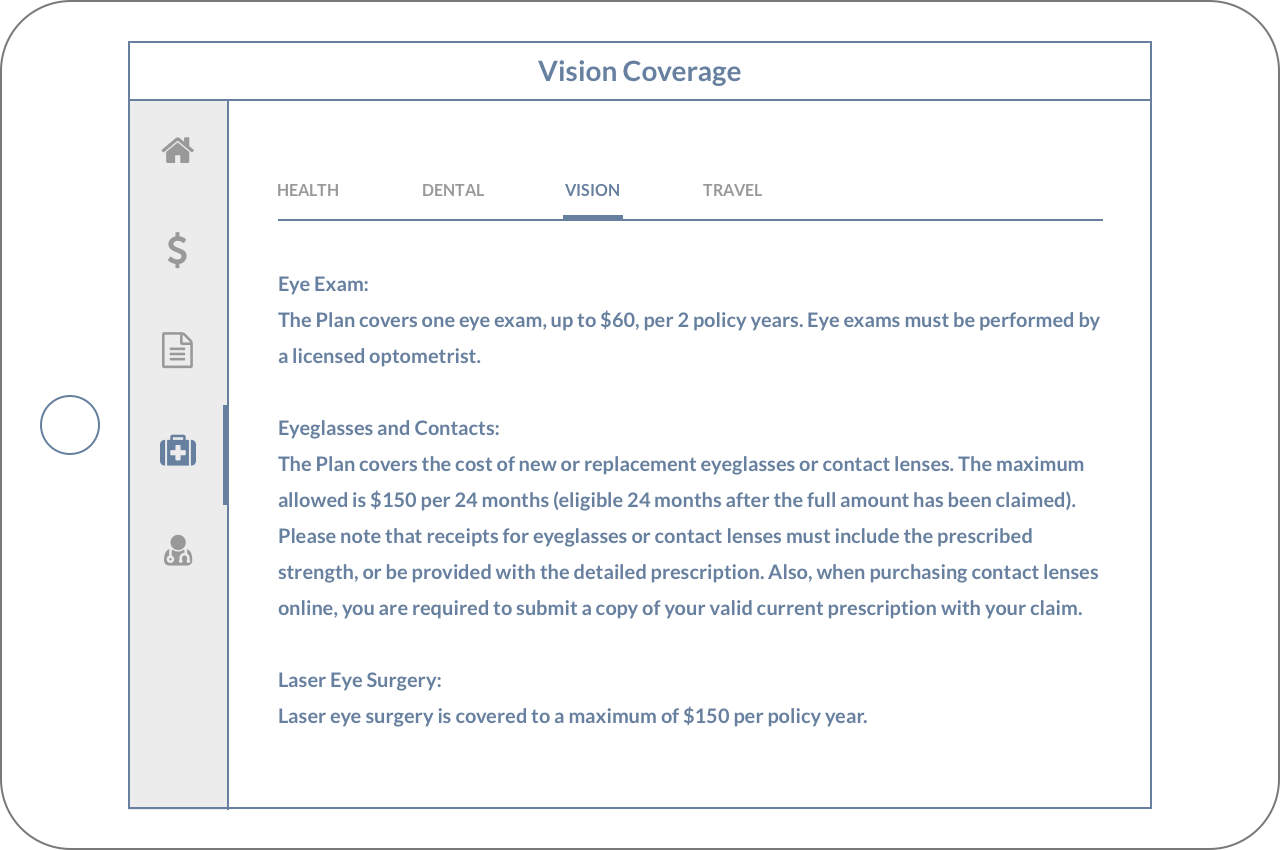 Vision Coverage
HEALTH DENTAL VISION TRAVEL
Eye Exam:
The Plan covers one eye exam, up to $60, per 2 policy years. Eye exams must be performed by
a licensed optometrist.
Eyeglasses and Contacts:
The Plan covers the cost of new or replacement eyeglasses or contact lenses. The maximum
allowed is $150 per 24 months (eligible 24 months after the full amount has been claimed).
Please note that receipts for eyeglasses or contact lenses must include the prescribed
strength, or be provided with the detailed prescription. Also, when purchasing contact lenses
online, you are required to submit a copy of your valid current prescription with your claim.
Laser Eye Surgery:
Laser eye surgery is covered to a maximum of $150 per policy year.